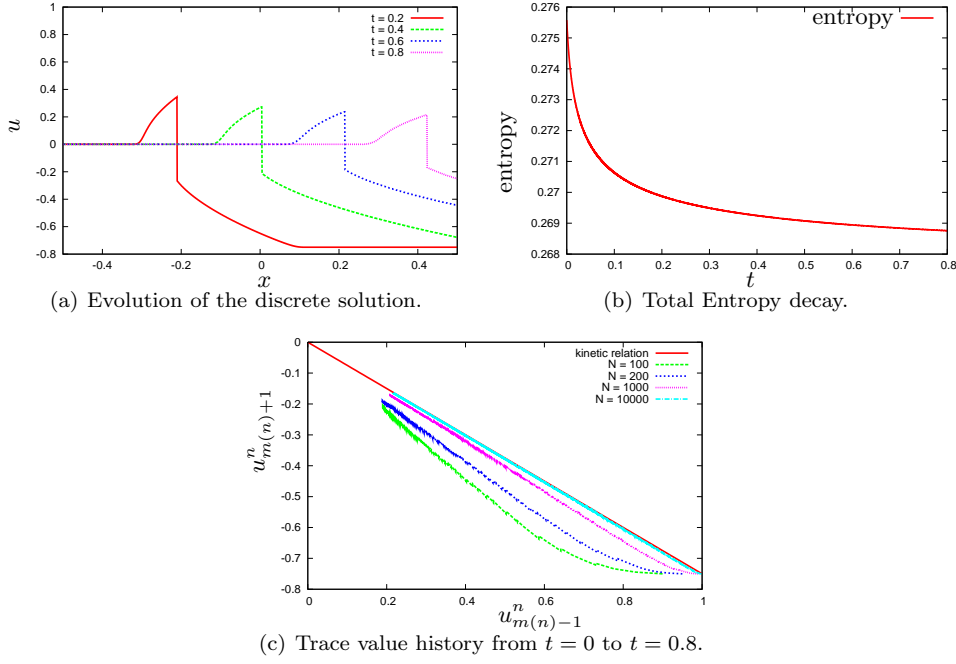 t = 0.2
t = 0.4
t = 0.6
t = 0.8
1
0.8
0.6
0.4
0.2
0
-0.2
-0.4
-0.6
-0.8
u
-0.4
-0.2
0
0.2
0.4
x
(a) Evolution of the discrete solution.
entropy
0.276
0.275
0.274
0.273
0.272
0.271
0.27
0.269
0.268
entropy
0
0.1
0.2
0.3
0.4
0.5
0.6
0.7
0.8
t
(b) Total Entropy decay.
kinetic relation
N = 100
N = 200
N = 1000
N = 10000
0
-0.1
-0.2
-0.3
-0.4
-0.5
-0.6
-0.7
-0.8
u^n_{m(n)+1}
0
0.2
0.4
0.6
0.8
1
u^n_{m(n)-1}
(c) Trace value history from t = 0 to t = 0.8.